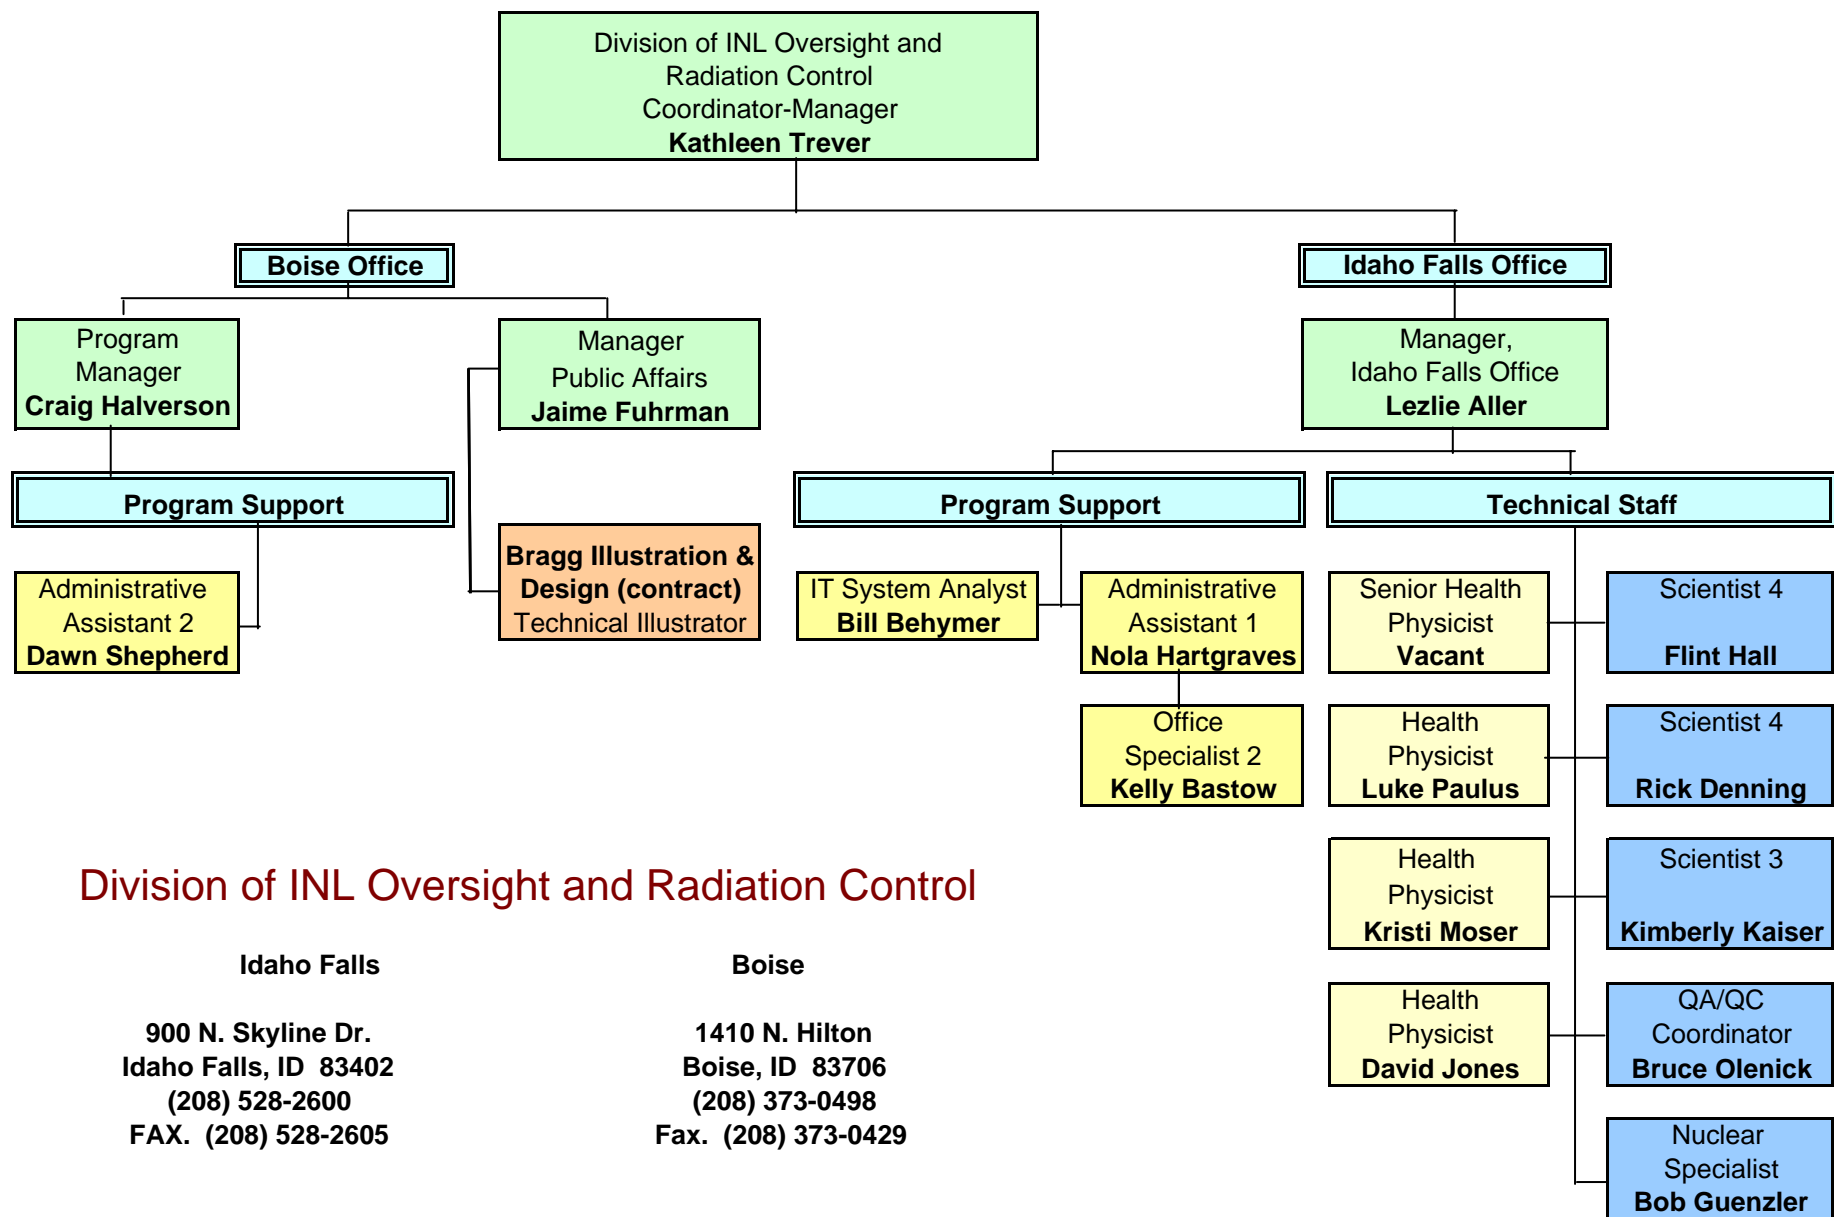 Division of INL Oversight and
Radiation Control
Coordinator-Manager
Kathleen Trever
Boise Office
Idaho Falls Office
Program
Manager
Craig Halverson
Manager
Public Affairs
Jaime Fuhrman
Manager,
Idaho Falls Office
Lezlie Aller
Program Support
Program Support
Technical Staff
Administrative
Assistant 2
Dawn Shepherd
Bragg Illustration &
Design (contract)
Technical Illustrator
IT System Analyst
Bill Behymer
Administrative
Assistant 1
Nola Hartgraves
Senior Health
Physicist
Vacant
Scientist 4
Flint Hall
Office
Specialist 2
Kelly Bastow
Health
Physicist
Luke Paulus
Scientist 4
Rick Denning
Health
Physicist
Kristi Moser
Scientist 3
Kimberly Kaiser
Health
Physicist
David Jones
QA/QC
Coordinator
Bruce Olenick
Nuclear
Specialist
Bob Guenzler
Division of INL Oversight and Radiation Control
Idaho Falls
900 N. Skyline Dr.
Idaho Falls, ID  83402
(208) 528-2600
FAX.  (208) 528-2605
Boise
1410 N. Hilton
Boise, ID  83706
(208) 373-0498
Fax.  (208) 373-0429